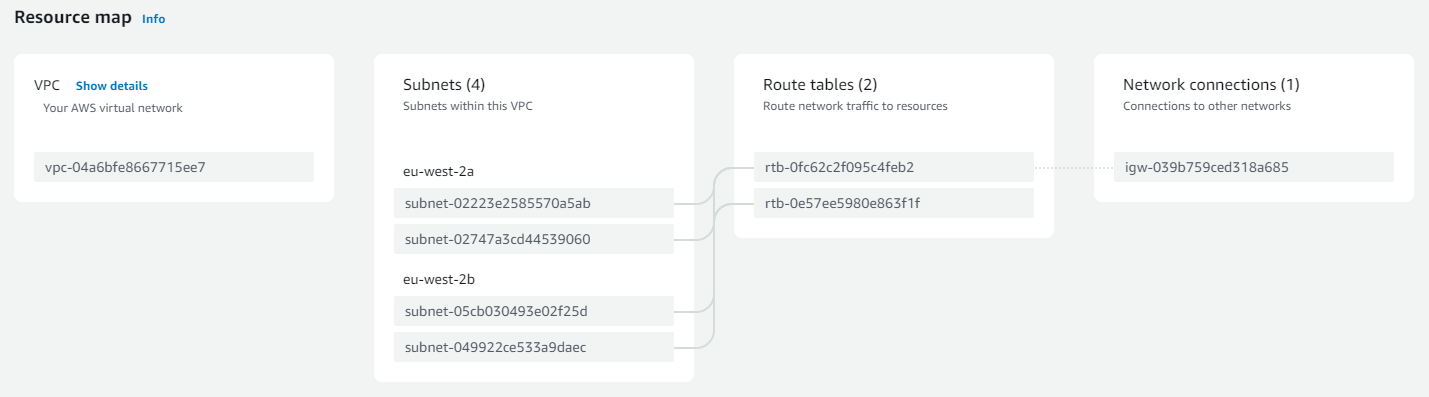 Resource map Info
VPC Show details
Your AWS virtual network
vpc-04a6bfe8667715ee7
Subnets (4)
Subnets within this VPC
eu-west-2a
subnet-02223e2585570a5ab
subnet-02747a3cd44539060
eu-west-2b
subnet-05cb030493e02f25d
subnet-049922ce533a9daec
Route tables (2)
Route network traffic to resources
rtb-0fc62c2f095c4feb2
rtb-0e57ee5980e863f1f
Network connections (1)
Connections to other networks
igw-039b759ced318a685